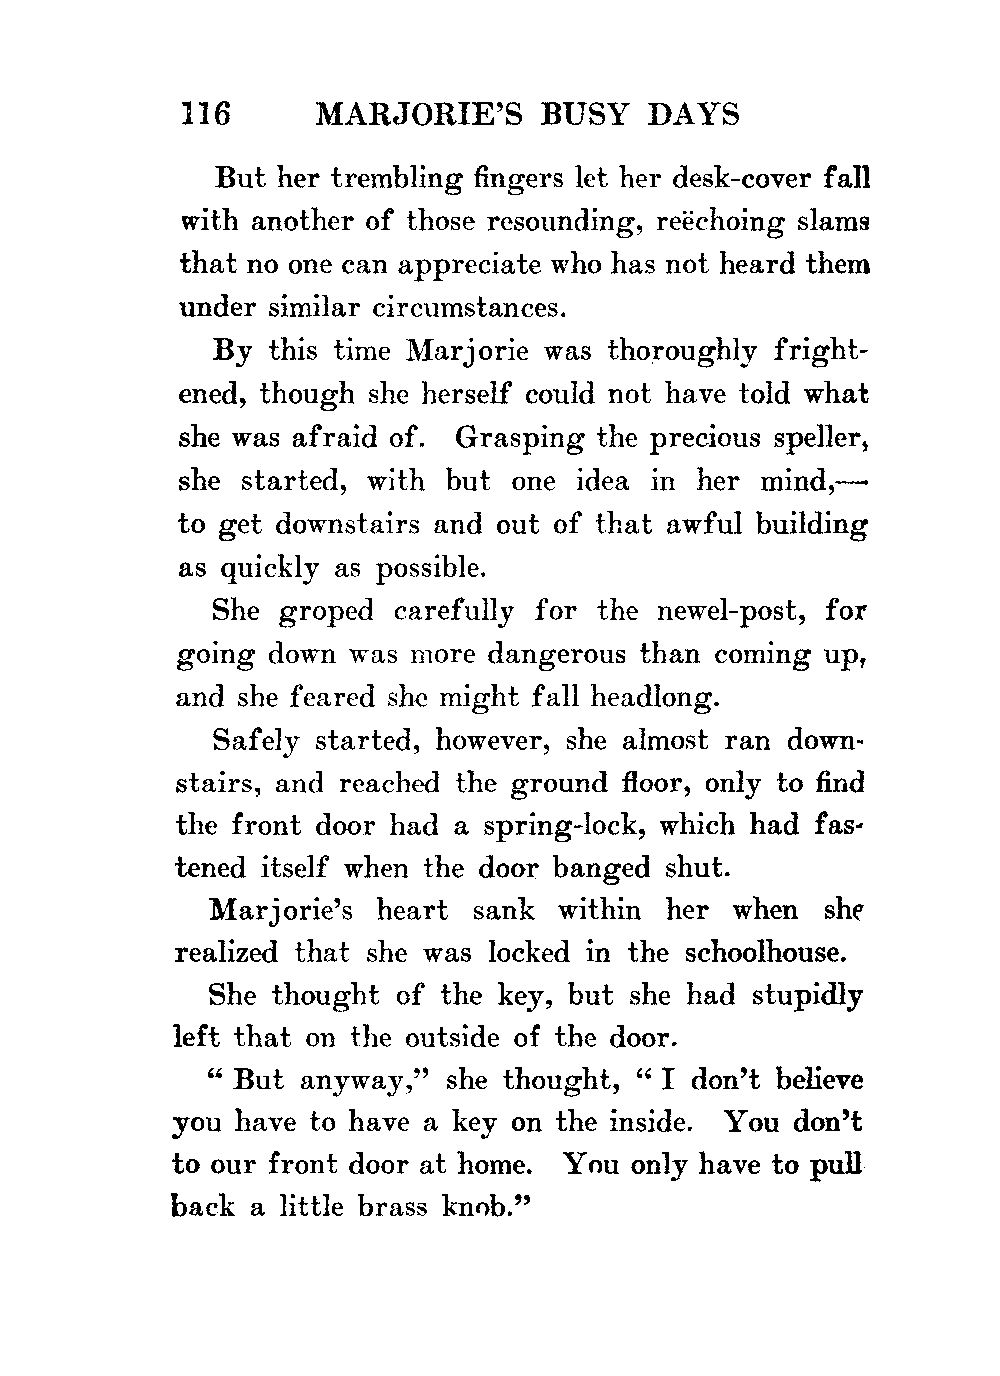 116 MARJORIE'S BUSY DAYS
But her trembling fingers let her desk-cover fall
with another of those resounding, reëchoing slams
that no one can appreciate who has not heard them
under similar circumstances.
By this time Marjorie was thoroughly fright-
ened, though she herself could not have told what
she was afraid of. Grasping the precious speller,
she started, with but one idea in her mind,—
to get downstairs and out of that awful building
as quickly as possible.
She groped carefully for the newel-post, for
going down was more dangerous than coming up,
and she feared she might fall headlong.
Safely started, however, she almost ran down-
stairs, and reached the ground floor, only to find
the front door had a spring-lock, which had fas-
tened itself when the door banged shut.
Marjorie's heart sank within her when she
realized that she was locked in the schoolhouse.
She thought of the key, but she had stupidly
left that on the outside of the door.
“ But anyway,” she thought, “ I don't believe
you have to have a key on the inside. You don't
to our front door at home. You only have to pull
back a little brass knob.”